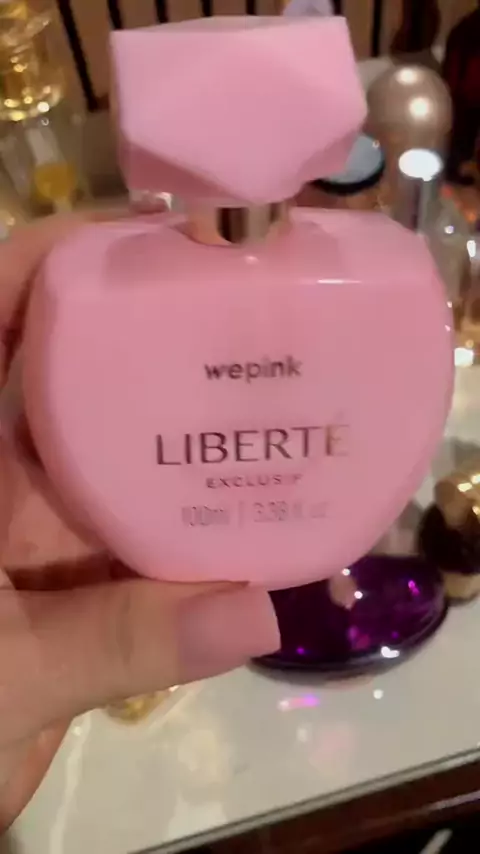 wepink
LIBERTÉ
EXCLUSIF
100ml | 3.38 fl oz